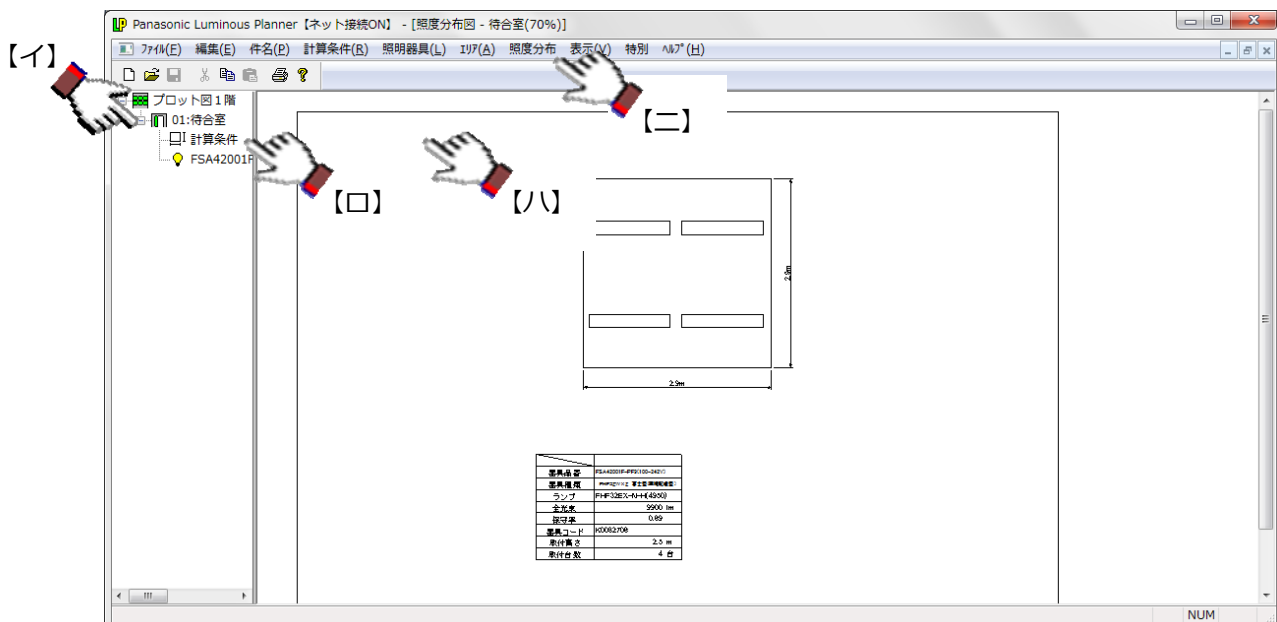 Panasonic Luminous Planner【ネット接続ON】 - [照度分布図 - 待合室(70%)]
ファイル(F) 編集(E) 件名(P) 計算条件(R) 照明器具(L) エリア(A) 照度分布 表示(V) 特別 ヘルプ(H)
【イ】
プロット図１階
01:待合室
計算条件
FSA42001F
【ロ】
【ハ】
【ニ】
2.9m
2.9m
器具品番 FSA42001F-PF9(100-242V)
器具種類
ランプ FHF32EX-N-H(4950)
全光束 9900 lm
保守率 0.69
器具コード K0082708
取付高さ 2.5 m
取付台数 4 台
NUM